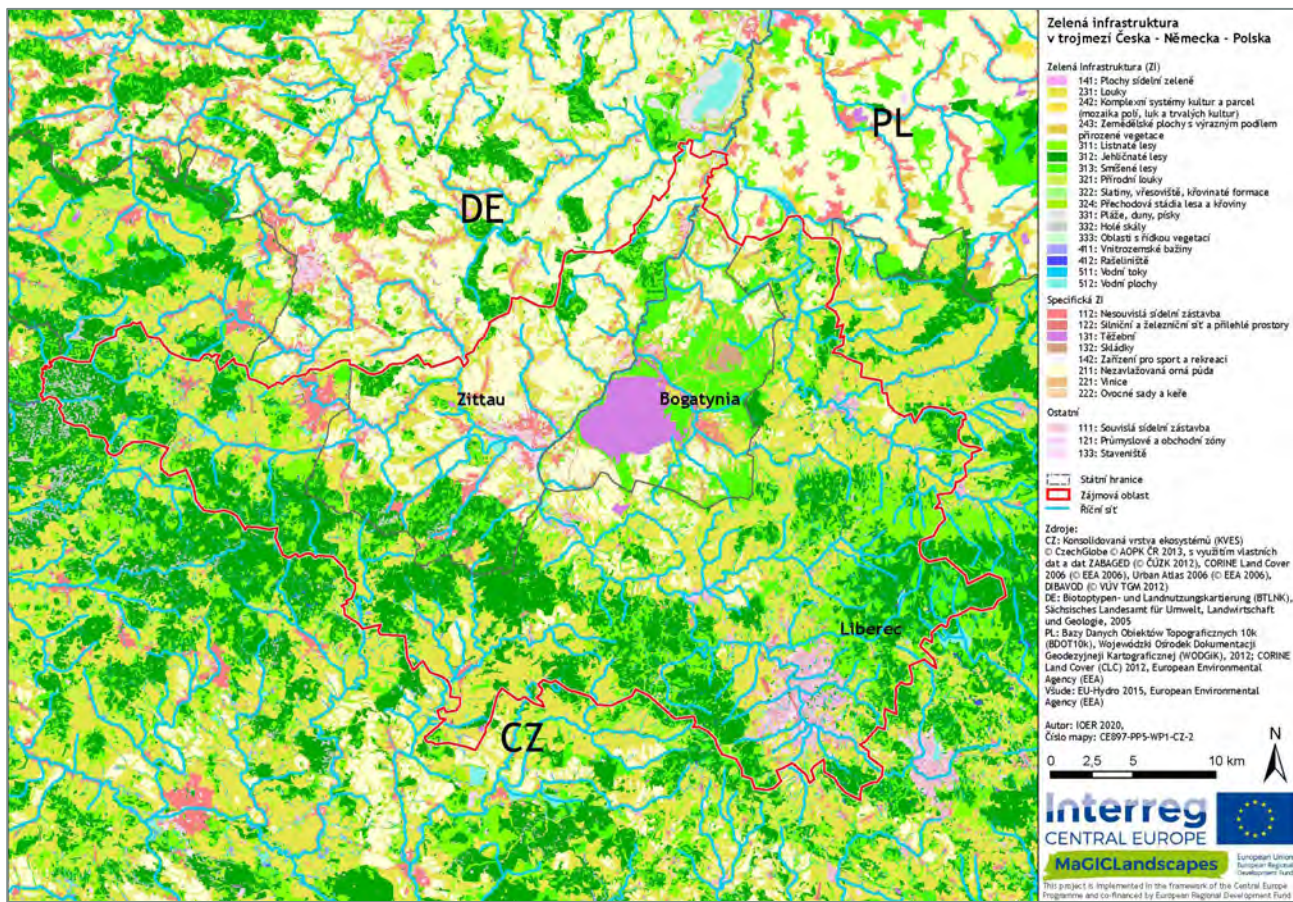 Zelená infrastruktura
v trojmezí Česka - Německa - Polska
Zelená Infrastruktura (ZI)
141: Plochy sídelní zeleně
231: Louky
242: Komplexní systémy kultur a parcel
(mozaika polí, luk a trvalých kultur)
243: Zemědělské plochy s výrazným podílem
přirozené vegetace
311: Listnaté lesy
312: Jehličnaté lesy
313: Smíšené lesy
321: Přírodní louky
322: Slatiny, vřesoviště, křovinaté formace
324: Přechodová stádia lesa a křoviny
331: Pláže, duny, písky
332: Holé skály
333: Oblasti s řídkou vegetací
411: Vnitrozemské bažiny
412: Rašeliniště
511: Vodní toky
512: Vodní plochy
Specifická ZI
112: Nesouvislá sídelní zástavba
122: Silniční a železniční síť a přilehlé prostory
131: Těžební
132: Skládky
142: Zařízení pro sport a rekreaci
211: Nezavlažovaná orná půda
221: Vinice
222: Ovocné sady a keře
Ostatní
111: Souvislá sídelní zástavba
121: Průmyslové a obchodní zóny
133: Staveniště
Státní hranice
Zájmová oblast
Říční síť
Zdroje:
CZ: Konsolidovaná vrstva ekosystémů (KVES)
© CzechGlobe © AOPK ČR 2013, s využitím vlastních
dat a dat ZABAGED (© ČÚZK 2012), CORINE Land Cover
2006 (© EEA 2006), Urban Atlas 2006 (© EEA 2006),
DIBAVOD (© VÚV TGM 2012)
DE: Biotoptypen- und Landnutzungskartierung (BTLNK),
Sächsisches Landesamt für Umwelt, Landwirtschaft
und Geologie, 2005
PL: Bazy Danych Obiektów Topograficznych 10k
(BDOT10k), Wojewódzki Ośrodek Dokumentacji
Geodezyjneji Kartograficznej (WODGiK), 2012; CORINE
Land Cover (CLC) 2012, European Environmental
Agency (EEA)
Všude: EU-Hydro 2015, European Environmental
Agency (EEA)
Autor: IOER 2020,
Číslo mapy: CE897-PP5-WP1-CZ-2
N
0 2,5 5 10 km
Interreg
CENTRAL EUROPE
MaGICLandscapes
European Union
European Regional
Development Fund
This project is implemented in the framework of the Central Europe
Programme and co-financed by European Regional Development Fund
PL
DE
Zittau
Bogatynia
Liberec
CZ